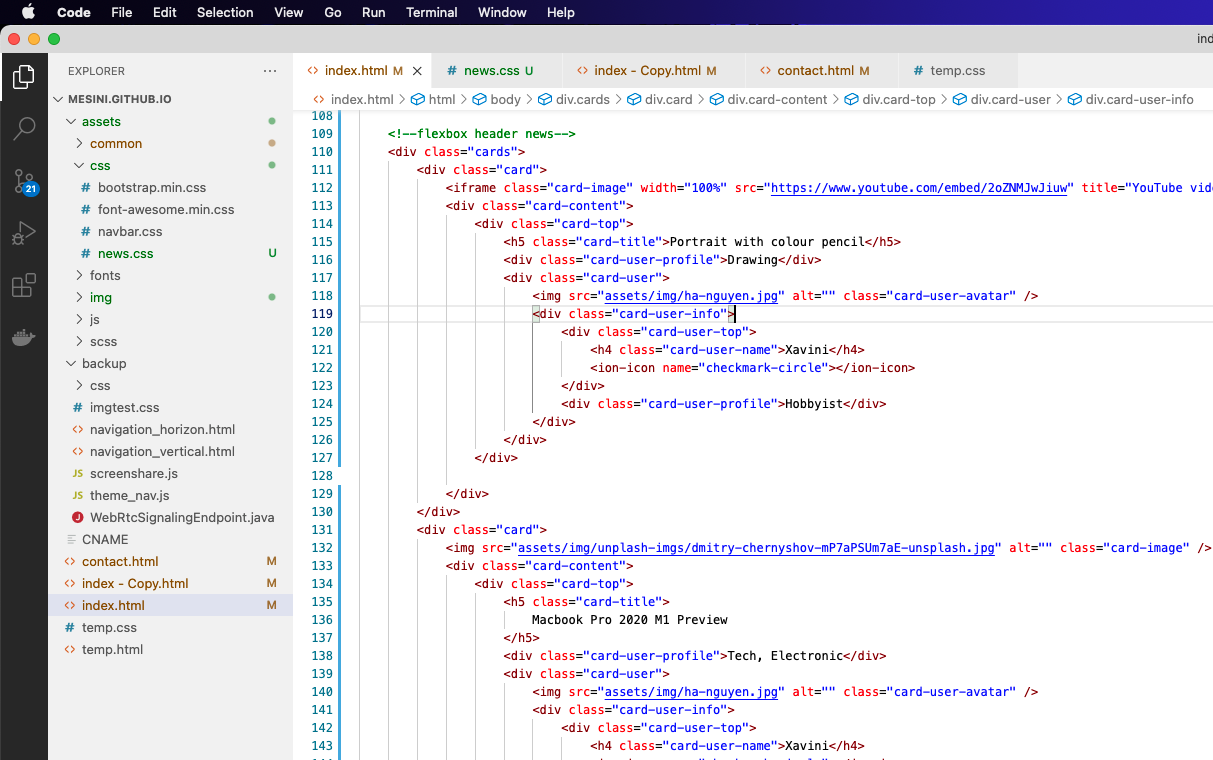 Code File Edit Selection View Go Run Terminal Window Help
EXPLORER ···
MESINI.GITHUB.IO
assets
common
css
# bootstrap.min.css
# font-awesome.min.css
# navbar.css
# news.css U
fonts
img
js
scss
backup
css
# imgtest.css
<> navigation_horizon.html
<> navigation_vertical.html
JS screenshare.js
JS theme_nav.js
J WebRtcSignalingEndpoint.java
CNAME
<> contact.html M
<> index - Copy.html M
<> index.html M
# temp.css
<> temp.html
21
<> index.html M × # news.css U <> index - Copy.html M <> contact.html M # temp.css
<> index.html > html > body > div.cards > div.card > div.card-content > div.card-top > div.card-user > div.card-user-info
108
109 <!--flexbox header news-->
110 <div class="cards">
111 <div class="card">
112 <iframe class="card-image" width="100%" src="https://www.youtube.com/embed/2oZNMJwJiuw" title="YouTube vide
113 <div class="card-content">
114 <div class="card-top">
115 <h5 class="card-title">Portrait with colour pencil</h5>
116 <div class="card-user-profile">Drawing</div>
117 <div class="card-user">
118 <img src="assets/img/ha-nguyen.jpg" alt="" class="card-user-avatar" />
119 <div class="card-user-info">
120 <div class="card-user-top">
121 <h4 class="card-user-name">Xavini</h4>
122 <ion-icon name="checkmark-circle"></ion-icon>
123 </div>
124 <div class="card-user-profile">Hobbyist</div>
125 </div>
126 </div>
127 </div>
128
129 </div>
130 </div>
131 <div class="card">
132 <img src="assets/img/unplash-imgs/dmitry-chernyshov-mP7aPSUm7aE-unsplash.jpg" alt="" class="card-image" />
133 <div class="card-content">
134 <div class="card-top">
135 <h5 class="card-title">
136 Macbook Pro 2020 M1 Preview
137 </h5>
138 <div class="card-user-profile">Tech, Electronic</div>
139 <div class="card-user">
140 <img src="assets/img/ha-nguyen.jpg" alt="" class="card-user-avatar" />
141 <div class="card-user-info">
142 <div class="card-user-top">
143 <h4 class="card-user-name">Xavini</h4>